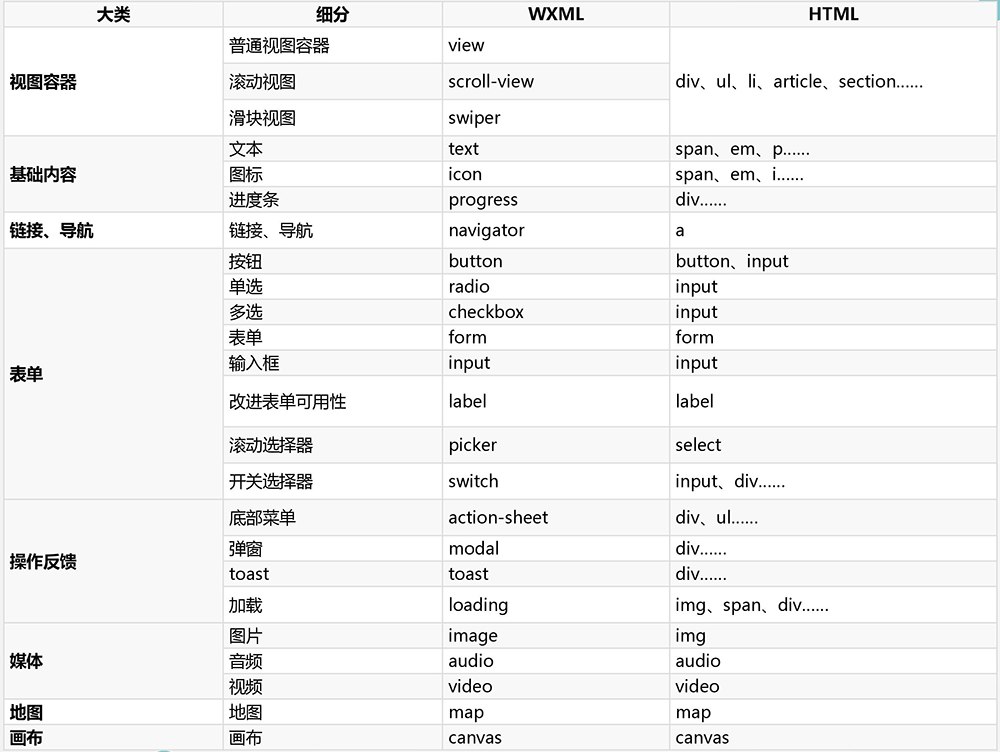 大类 细分 WXML HTML
普通视图容器 view
视图容器 滚动视图 scroll-view div、ul、li、article、section......
滑块视图 swiper
文本 text span、em、p......
基础内容 图标 icon span、em、i......
进度条 progress div......
链接、导航 链接、导航 navigator a
按钮 button button、input
单选 radio input
多选 checkbox input
表单 form form
输入框 input input
表单
改进表单可用性 label label
滚动选择器 picker select
开关选择器 switch input、div......
底部菜单 action-sheet div、ul......
弹窗 modal div......
操作反馈
toast toast div......
加载 loading img、span、div......
图片 image img
媒体 音频 audio audio
视频 video video
地图 地图 map map
画布 画布 canvas canvas